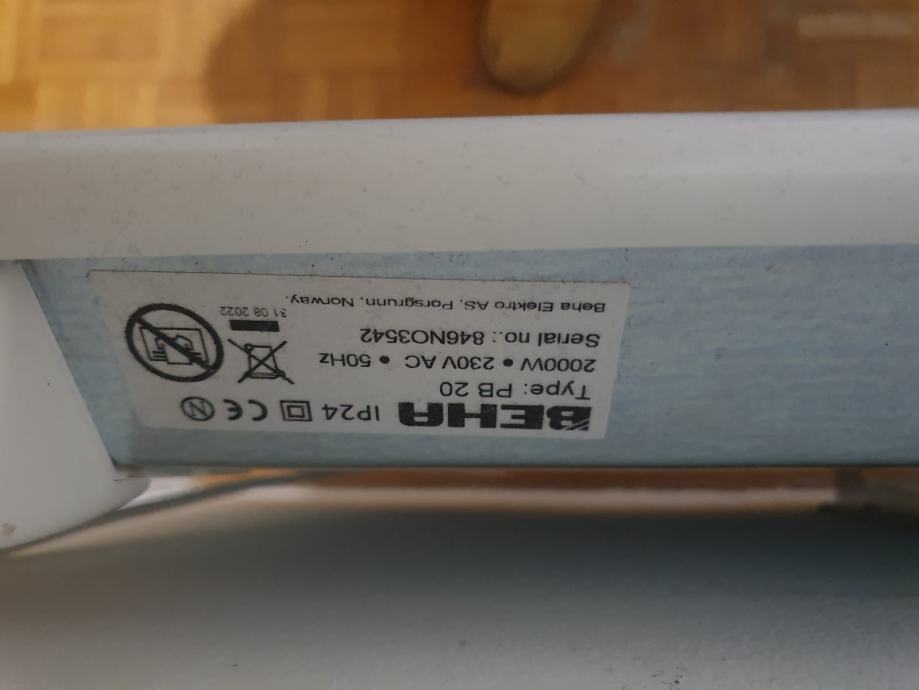 BEHA IP24 CE N
Type: PB 20
2000W • 230V AC • 50Hz
Serial no.: 846NO3542
31 08 2022
Beha Elektro AS, Porsgrunn, Norway.